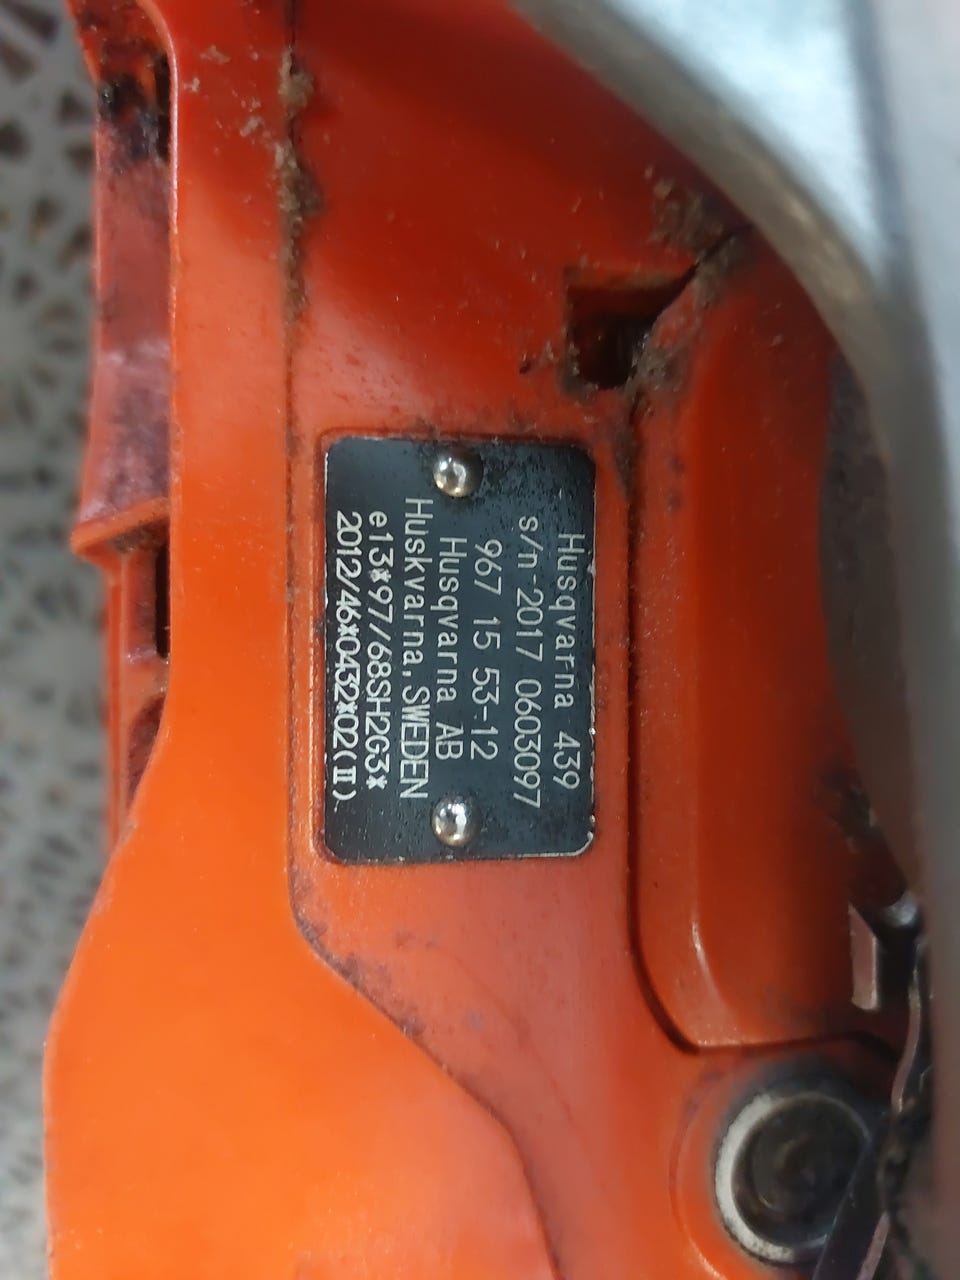 Husqvarna 439
s/n 2017 0603097
967 15 53-12
Husqvarna AB
Huskvarna, SWEDEN
e13*97/68SH2G3*
2012/46*0432*02(II)